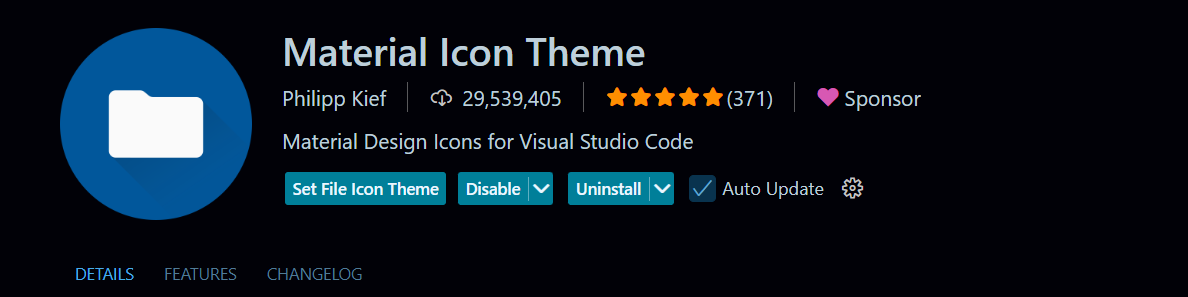 Material Icon Theme
Philipp Kief 29,539,405 (371) Sponsor
Material Design Icons for Visual Studio Code
Set File Icon Theme Disable Uninstall Auto Update
DETAILS FEATURES CHANGELOG